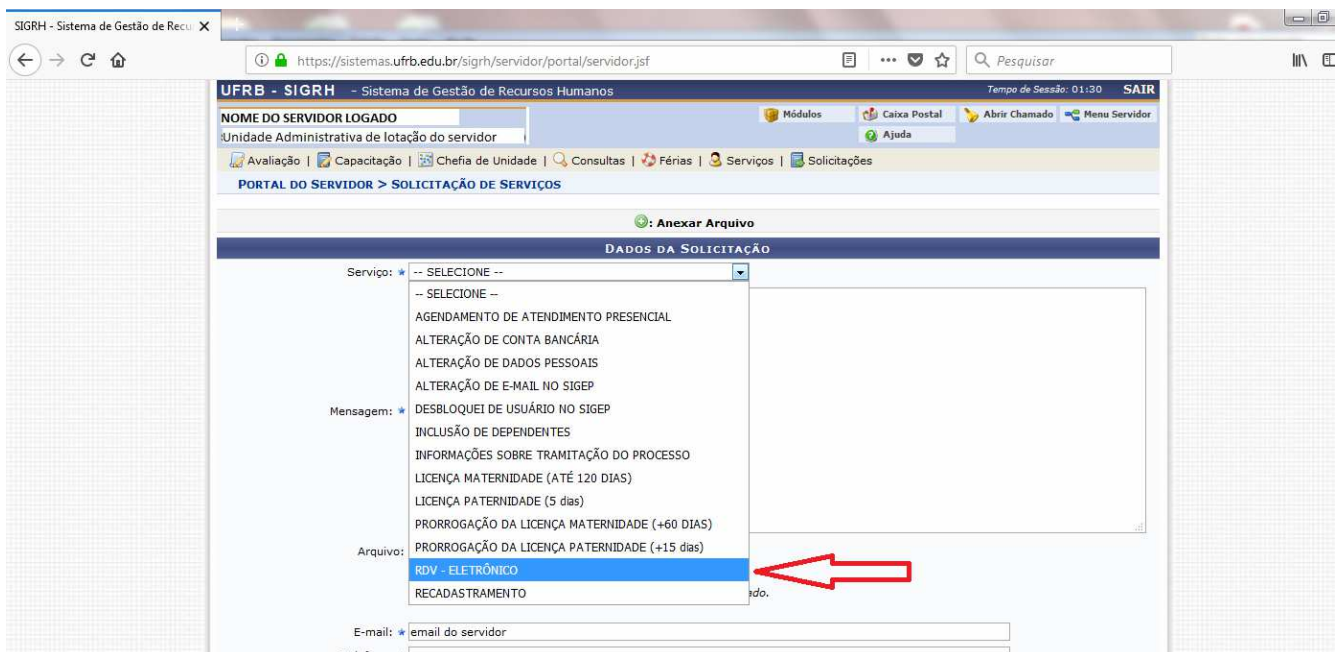 SIGRH - Sistema de Gestão de Recu
https://sistemas.ufrb.edu.br/sigrh/servidor/portal/servidor.jsf
Pesquisar
UFRB - SIGRH - Sistema de Gestão de Recursos Humanos
Tempo de Sessão: 01:30 SAIR
NOME DO SERVIDOR LOGADO
Módulos Caixa Postal Abrir Chamado Menu Servidor
Unidade Administrativa de lotação do servidor
Ajuda
Avaliação | Capacitação | Chefia de Unidade | Consultas | Férias | Serviços | Solicitações
PORTAL DO SERVIDOR > SOLICITAÇÃO DE SERVIÇOS
: Anexar Arquivo
DADOS DA SOLICITAÇÃO
Serviço: -- SELECIONE --
-- SELECIONE --
AGENDAMENTO DE ATENDIMENTO PRESENCIAL
ALTERAÇÃO DE CONTA BANCÁRIA
ALTERAÇÃO DE DADOS PESSOAIS
ALTERAÇÃO DE E-MAIL NO SIGEP
Mensagem: DESBLOQUEI DE USUÁRIO NO SIGEP
INCLUSÃO DE DEPENDENTES
INFORMAÇÕES SOBRE TRAMITAÇÃO DO PROCESSO
LICENÇA MATERNIDADE (ATÉ 120 DIAS)
LICENÇA PATERNIDADE (5 dias)
PRORROGAÇÃO DA LICENÇA MATERNIDADE (+60 DIAS)
Arquivo: PRORROGAÇÃO DA LICENÇA PATERNIDADE (+15 dias)
RDV - ELETRÔNICO
RECADASTRAMENTO
E-mail: email do servidor